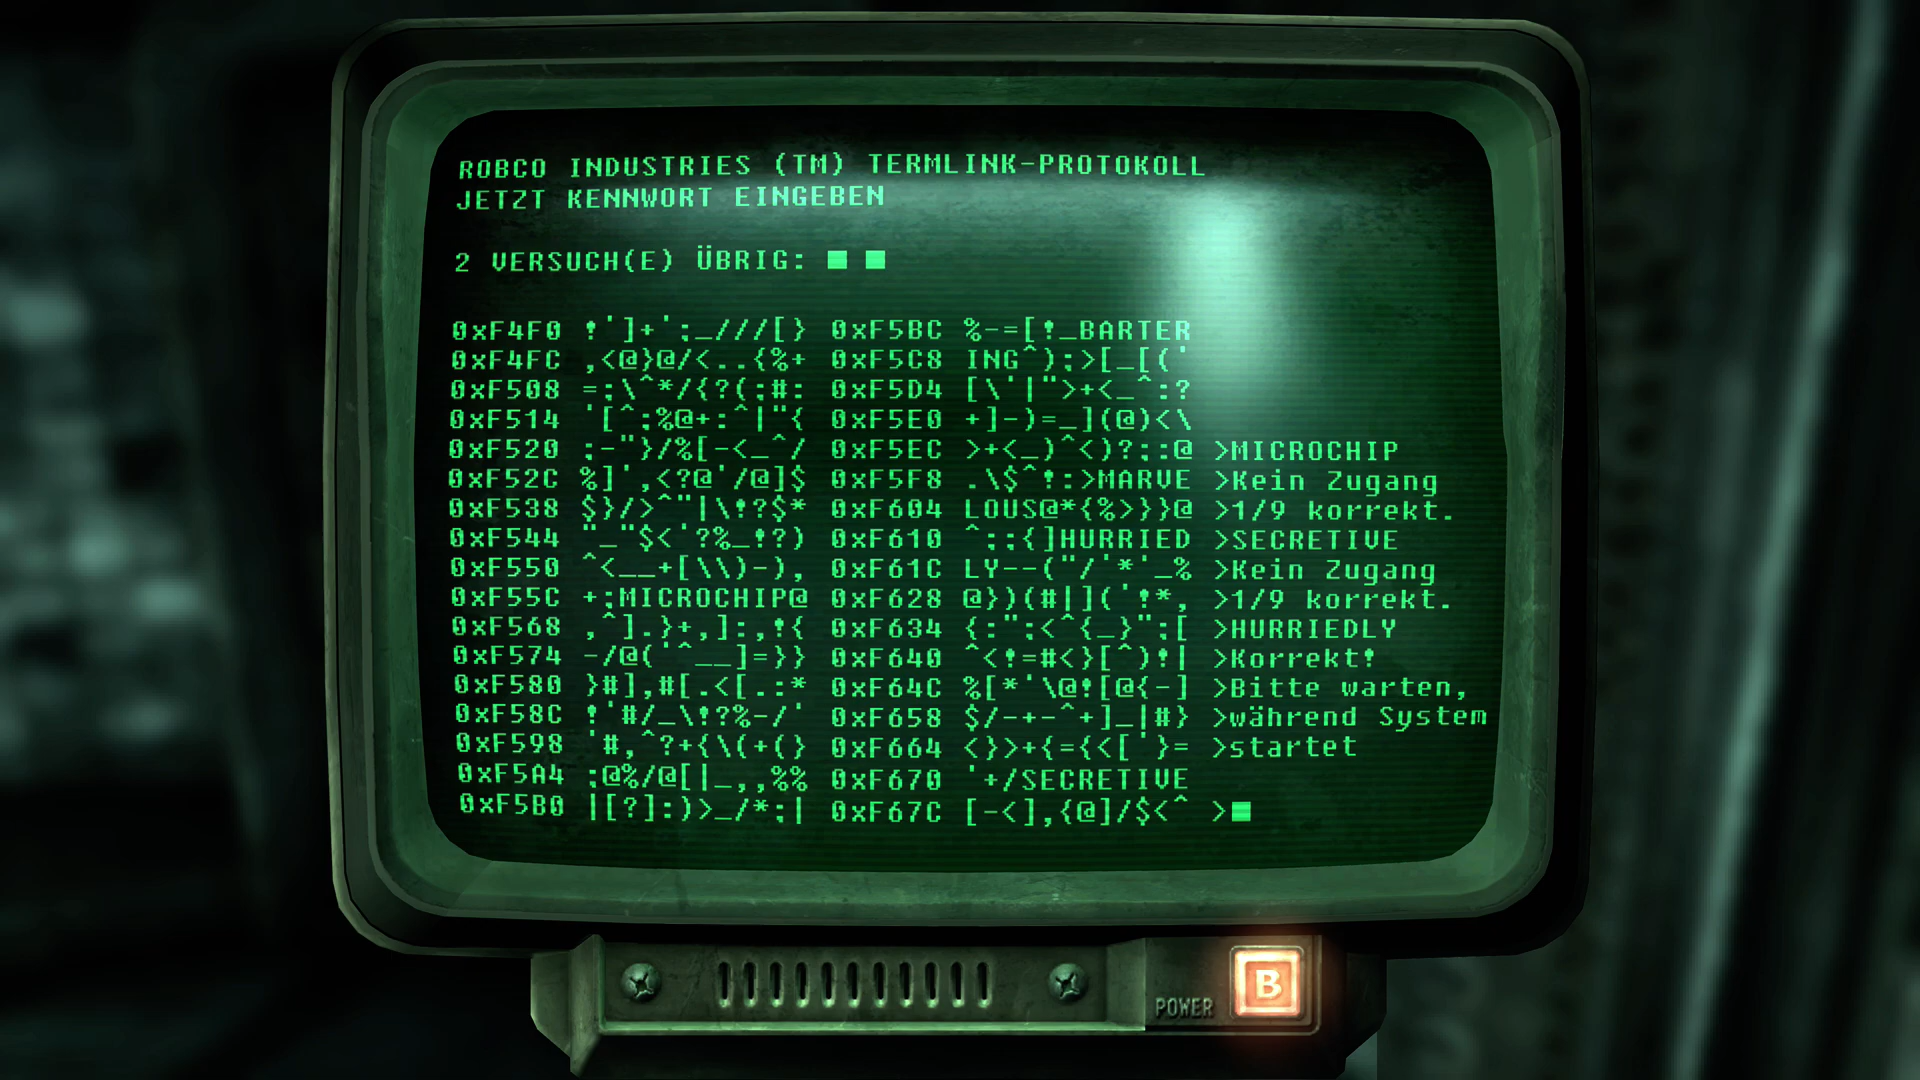 ROBCO INDUSTRIES (TM) TERMLINK-PROTOKOLL
JETZT KENNWORT EINGEBEN
2 VERSUCH(E) ÜBRIG: ■ ■
0xF4F0 !']+';_///[} 0xF5BC %-=[!_BARTER
0xF4FC ,<@}@/<..{%+ 0xF5C8 ING^);>[_[('
0xF508 =;\^*/{?(;#: 0xF5D4 [\'|">+<_^:?
0xF514 '[^;%@+:^|"{ 0xF5E0 +]-)=_](@)<\
0xF520 ;-"}/%[-<_^/ 0xF5EC >+<_)^<)?;:@ >MICROCHIP
0xF52C %]',<?@'/@]$ 0xF5F8 .\$^!:>MARVE >Kein Zugang
0xF538 $}/>^"|\!?$* 0xF604 LOUS@*{%>}}@ >1/9 korrekt.
0xF544 "_"$<'?%_!?) 0xF610 ^;;{]HURRIED >SECRETIVE
0xF550 ^<__+[\\)-), 0xF61C LY--("/'*'_% >Kein Zugang
0xF55C +;MICROCHIP@ 0xF628 @})(#|]('!*, >1/9 korrekt.
0xF568 ,^].}+,]:,!{ 0xF634 {:";<^{_}";[ >HURRIEDLY
0xF574 -/@('^__]=}} 0xF640 ^<!=#<}[^)!| >Korrekt!
0xF580 }#],#[.<[.:* 0xF64C %[*'\@![@{-] >Bitte warten,
0xF58C !'#/_\!?%-/' 0xF658 $/-+-^+]_|#} >während System
0xF598 '#,^?+{\(+(} 0xF664 <}>+{={<['}= >startet
0xF5A4 ;@%/@[|_,,%% 0xF670 '+/SECRETIVE
0xF5B0 |[?]:)>_/*;| 0xF67C [-<],{@]/$<^ >■
POWER
B